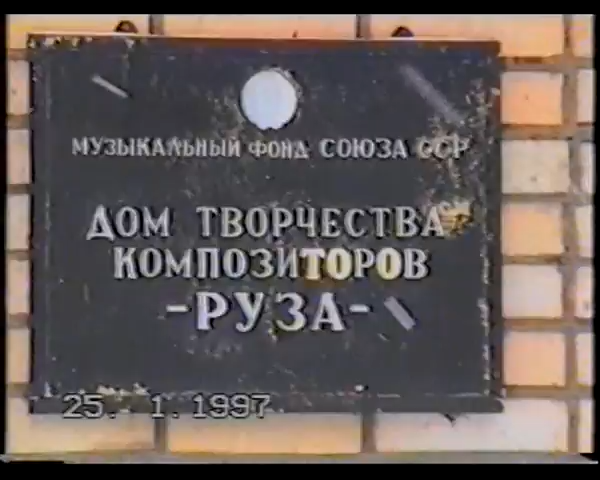 МУЗЫКАЛЬНЫЙ ФОНД СОЮЗА ССР
ДОМ ТВОРЧЕСТВА
КОМПОЗИТОРОВ
-РУЗА-
25. 1.1997